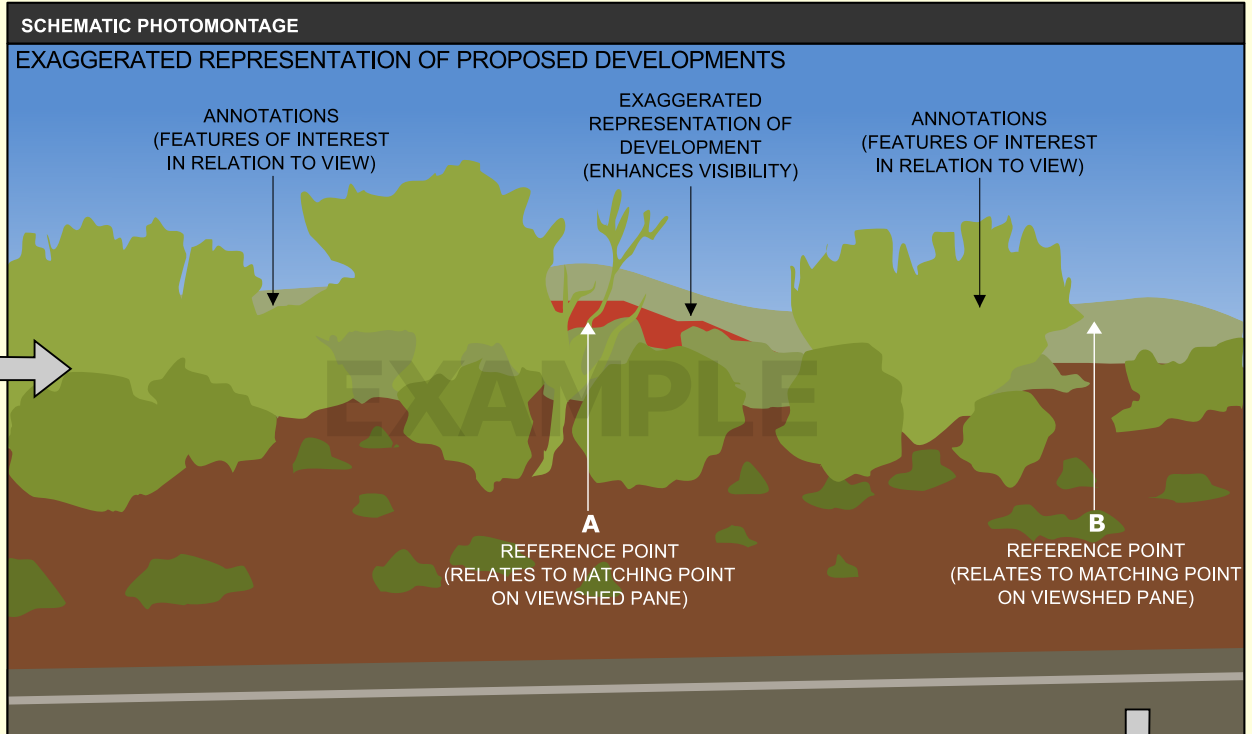 SCHEMATIC PHOTOMONTAGE
EXAGGERATED REPRESENTATION OF PROPOSED DEVELOPMENTS
ANNOTATIONS
(FEATURES OF INTEREST
IN RELATION TO VIEW)
EXAGGERATED
REPRESENTATION OF
DEVELOPMENT
(ENHANCES VISIBILITY)
ANNOTATIONS
(FEATURES OF INTEREST
IN RELATION TO VIEW)
EXAMPLE
A
REFERENCE POINT
(RELATES TO MATCHING POINT
ON VIEWSHED PANE)
B
REFERENCE POINT
(RELATES TO MATCHING POINT
ON VIEWSHED PANE)